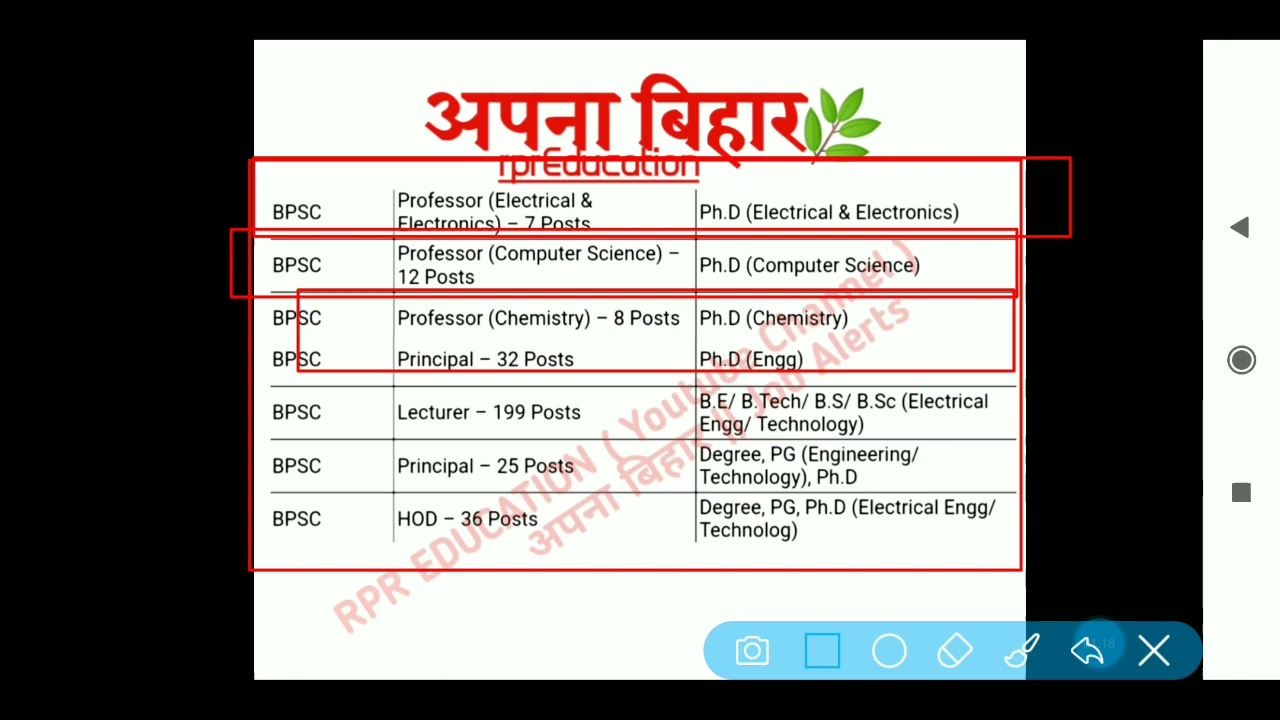 अपना बिहार
rprEducation
BPSC Professor (Electrical & Electronics) – 7 Posts Ph.D (Electrical & Electronics)
BPSC Professor (Computer Science) – 12 Posts Ph.D (Computer Science)
BPSC Professor (Chemistry) – 8 Posts Ph.D (Chemistry)
BPSC Principal – 32 Posts Ph.D (Engg)
BPSC Lecturer – 199 Posts B.E/ B.Tech/ B.S/ B.Sc (Electrical Engg/ Technology)
BPSC Principal – 25 Posts Degree, PG (Engineering/ Technology), Ph.D
BPSC HOD – 36 Posts Degree, PG, Ph.D (Electrical Engg/ Technolog)
RPR EDUCATION ( Youtube Channel )
अपना बिहार || Job Alerts